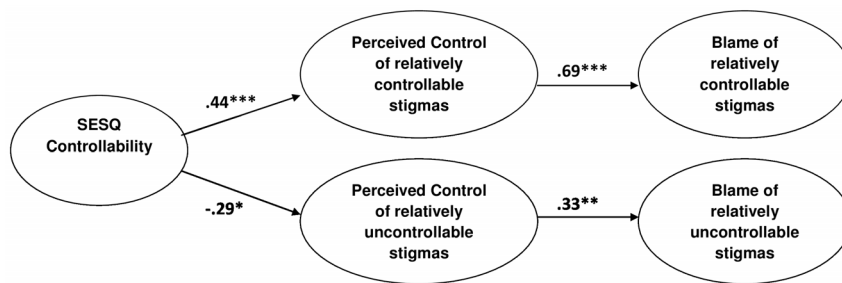 SESQ
Controllability
.44***
-.29*
Perceived Control
of relatively
controllable
stigmas
.69***
Blame of
relatively
controllable
stigmas
Perceived Control
of relatively
uncontrollable
stigmas
.33**
Blame of
relatively
uncontrollable
stigmas